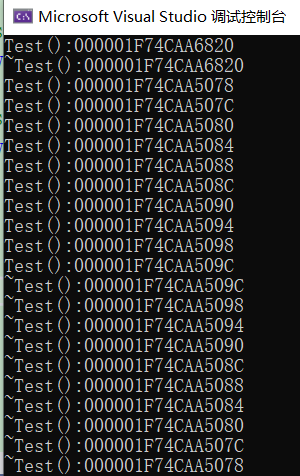 Microsoft Visual Studio 调试控制台
Test():000001F74CAA6820
~Test():000001F74CAA6820
Test():000001F74CAA5078
Test():000001F74CAA507C
Test():000001F74CAA5080
Test():000001F74CAA5084
Test():000001F74CAA5088
Test():000001F74CAA508C
Test():000001F74CAA5090
Test():000001F74CAA5094
Test():000001F74CAA5098
Test():000001F74CAA509C
~Test():000001F74CAA509C
~Test():000001F74CAA5098
~Test():000001F74CAA5094
~Test():000001F74CAA5090
~Test():000001F74CAA508C
~Test():000001F74CAA5088
~Test():000001F74CAA5084
~Test():000001F74CAA5080
~Test():000001F74CAA507C
~Test():000001F74CAA5078